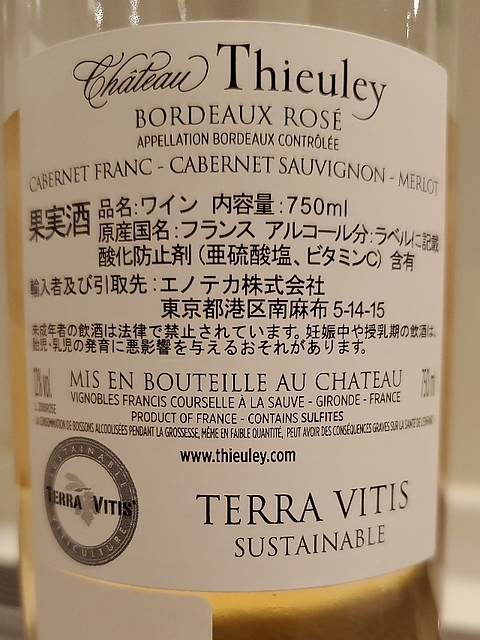 Château Thieuley
BORDEAUX ROSÉ
APPELLATION BORDEAUX CONTRÔLÉE
CABERNET FRANC - CABERNET SAUVIGNON - MERLOT
果実酒 品名:ワイン 内容量:750ml
原産国名:フランス アルコール分:ラベルに記載
酸化防止剤(亜硫酸塩、ビタミンC)含有
輸入者及び引取先:エノテカ株式会社
東京都港区南麻布5-14-15
未成年者の飲酒は法律で禁止されています。妊娠中や授乳期の飲酒は、
胎児・乳児の発育に悪影響を与えるおそれがあります。
12% vol. MIS EN BOUTEILLE AU CHATEAU 750 ml
VIGNOBLES FRANCIS COURSELLE À LA SAUVE - GIRONDE - FRANCE
PRODUCT OF FRANCE - CONTAINS SULFITES
LA CONSOMMATION DE BOISSONS ALCOOLISÉES PENDANT LA GROSSESSE, MÊME EN FAIBLE QUANTITÉ, PEUT AVOIR DES CONSÉQUENCES GRAVES SUR LA SANTÉ DE L'ENFANT
www.thieuley.com
SUSTAINABLE
TERRA VITIS
VITICULTURE
TERRA VITIS
SUSTAINABLE